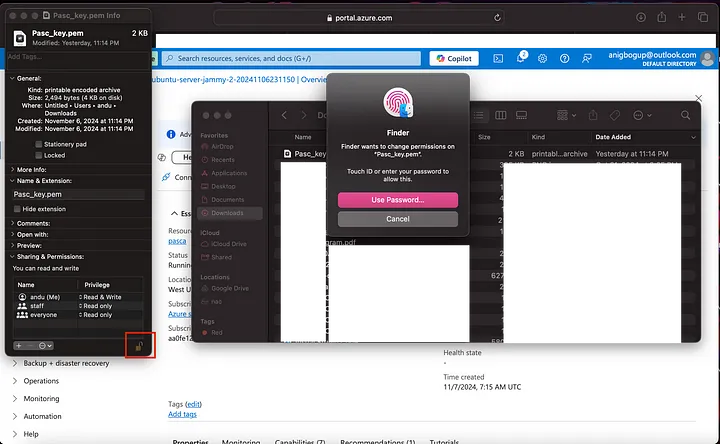 Pasc_key.pem Info
Pasc_key.pem
2 KB
Modified: Yesterday, 11:14 PM
Add Tags...
General:
Kind: printable encoded archive
Size: 2,494 bytes (4 KB on disk)
Where: Untitled • Users • andu •
Downloads
Created: November 6, 2024 at 11:14 PM
Modified: November 6, 2024 at 11:14 PM
Stationery pad
Locked
More Info:
Name & Extension:
Pasc_key.pem
Hide extension
Comments:
Open with:
Preview:
Sharing & Permissions:
You can read and write
Name Privilege
andu (Me) Read & Write
staff Read only
everyone Read only
portal.azure.com
Search resources, services, and docs (G+/)
Copilot
2
anigbogup@outlook.com
DEFAULT DIRECTORY
ubuntu-server-jammy-2-20241106231150 | Overview
Adv
He
Conn
Esse
Resou
pasca
Status
Runnin
Locatio
West U
Subscri
Azure s
Subscri
aa0fe12
Favorites
AirDrop
Recents
Applications
Desktop
Documents
Downloads
iCloud
iCloud Drive
Shared
Locations
Google Drive
nas
Tags
Red
Do
Name Size Kind Date Added
Pasc_key 2 KB printabl...archive Yesterday at 11:14 PM
gram.pdf
627
580
Finder
Finder wants to change permissions on
"Pasc_key.pem".
Touch ID or enter your password to
allow this.
Use Password...
Cancel
Backup + disaster recovery
Operations
Monitoring
Automation
Help
Health state
-
Time created
11/7/2024, 7:15 AM UTC
Tags (edit)
Add tags
Properties Monitoring Capabilities (7) Recommendations (1) Tutorials